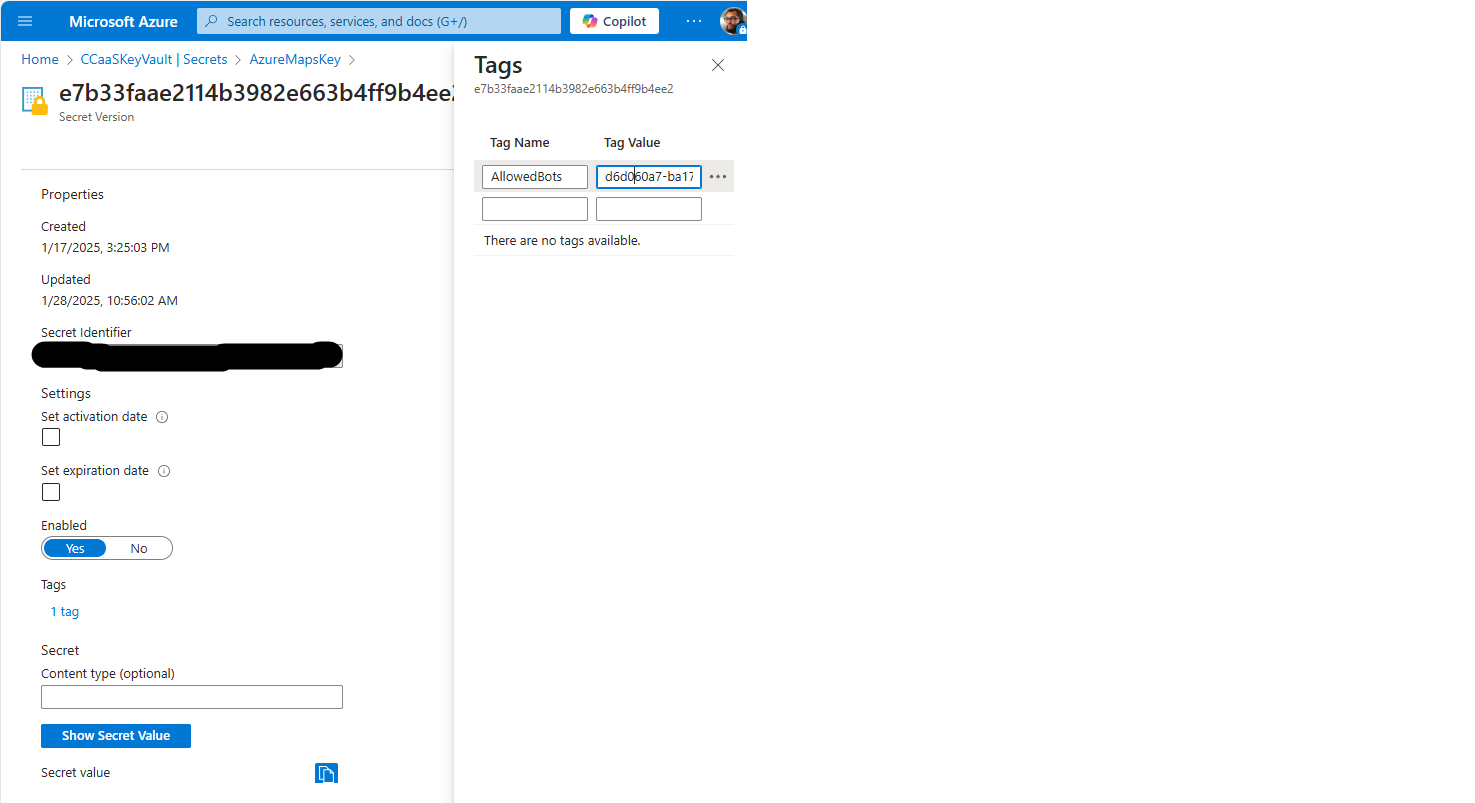 Microsoft Azure
Search resources, services, and docs (G+/)
Copilot
Home > CCaaSKeyVault | Secrets > AzureMapsKey >
e7b33faae2114b3982e663b4ff9b4ee2
Secret Version
Properties
Created
1/17/2025, 3:25:03 PM
Updated
1/28/2025, 10:56:02 AM
Secret Identifier
Settings
Set activation date
Set expiration date
Enabled
Yes No
Tags
1 tag
Secret
Content type (optional)
Show Secret Value
Secret value
Tags
e7b33faae2114b3982e663b4ff9b4ee2
Tag Name Tag Value
AllowedBots d6d060a7-ba17
There are no tags available.